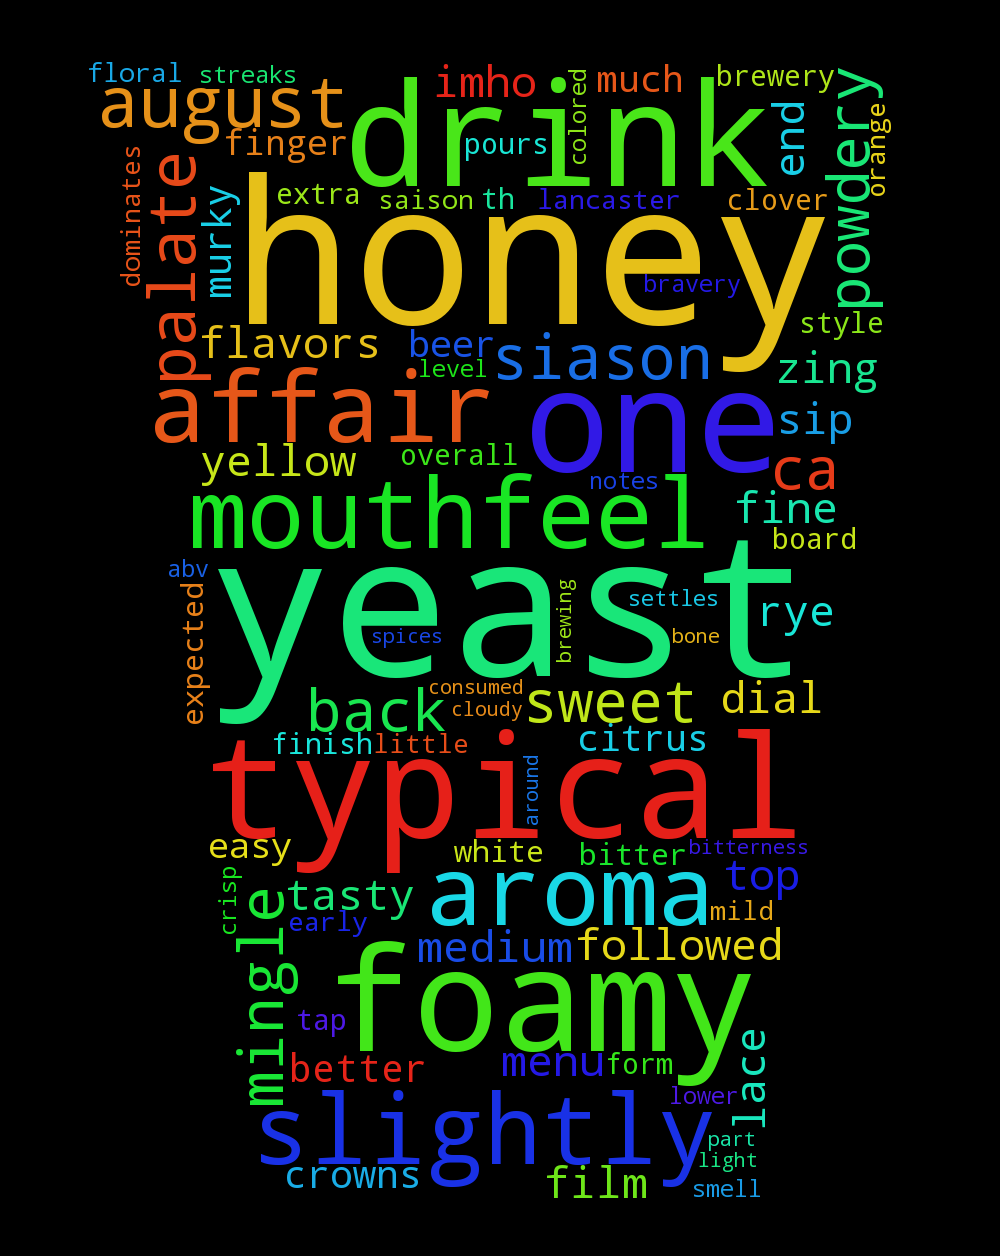 floral streaks imho much brewery
august drink colored end powdery orange
finger pours
dominates palate murky extra saison th lancaster clover
honey bravery
flavors beer siason style
level zing
affair one sip
yellow overall ca
mouthfeel notes fine
board
abv yeast brewing settles rye
expected spices bone
back consumed sweet dial
cloudy
finish little citrus
typical around
easy white bitter bitterness
crisp tasty aroma top
mingle early mild
medium followed
tap foamy
better menu form lace
slightly lower
part
light
crowns film smell